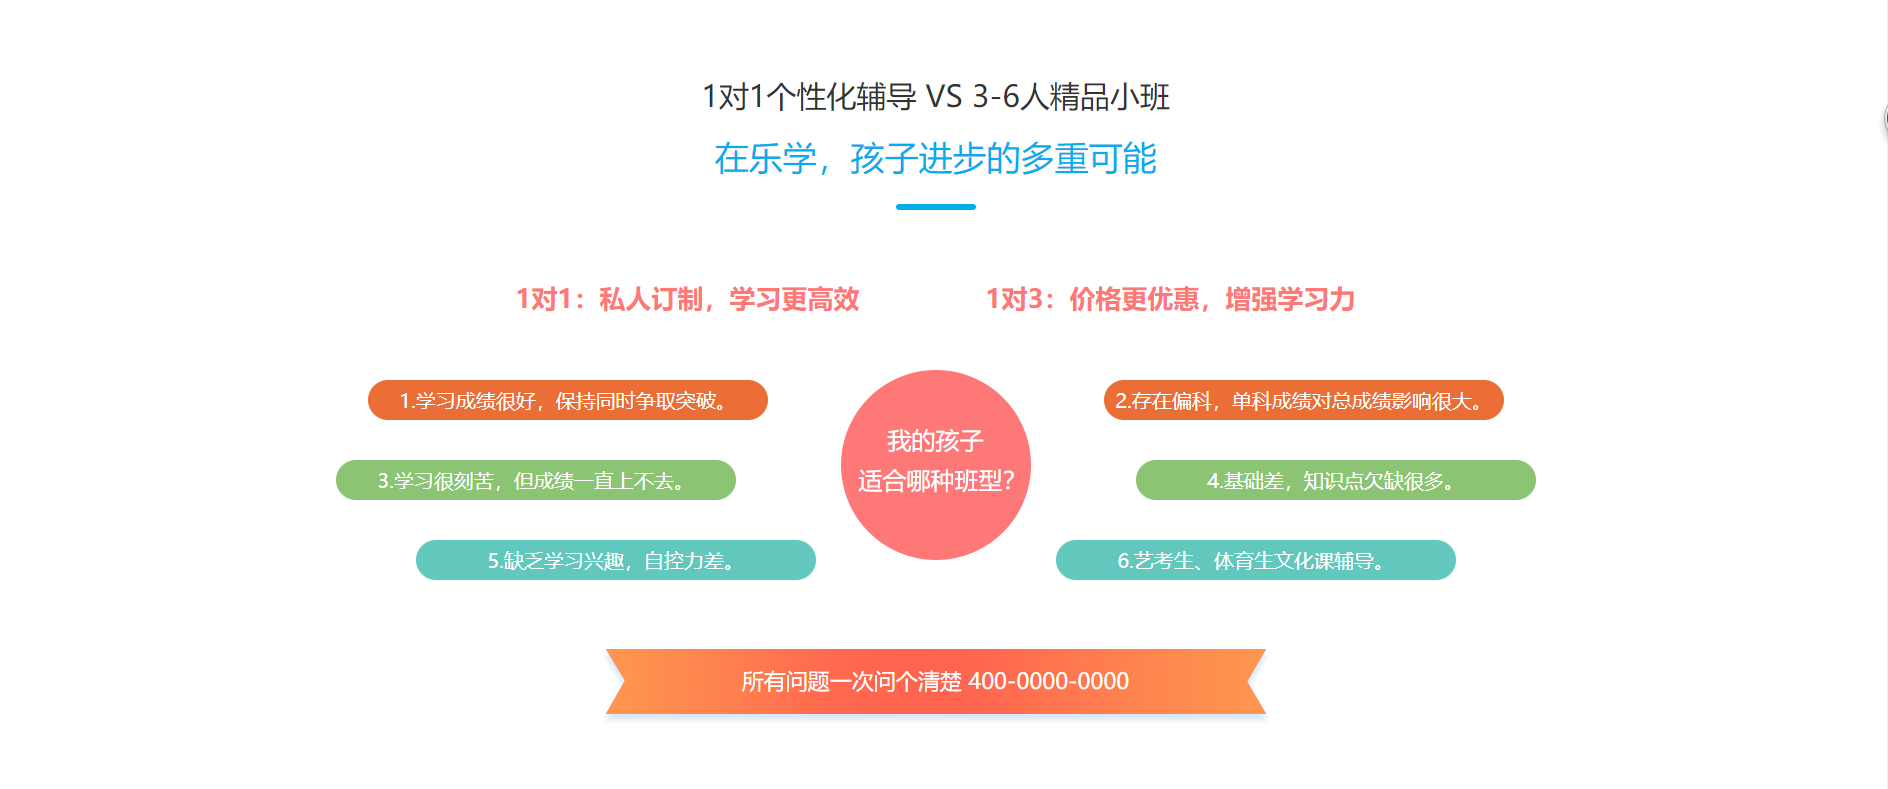 1对1个性化辅导 VS 3-6人精品小班
在乐学，孩子进步的多重可能
1对1：私人订制，学习更高效
1对3：价格更优惠，增强学习力
1.学习成绩很好，保持同时争取突破。
2.存在偏科，单科成绩对总成绩影响很大。
我的孩子
适合哪种班型?
3.学习很刻苦，但成绩一直上不去。
4.基础差，知识点欠缺很多。
5.缺乏学习兴趣，自控力差。
6.艺考生、体育生文化课辅导。
所有问题一次问个清楚 400-0000-0000